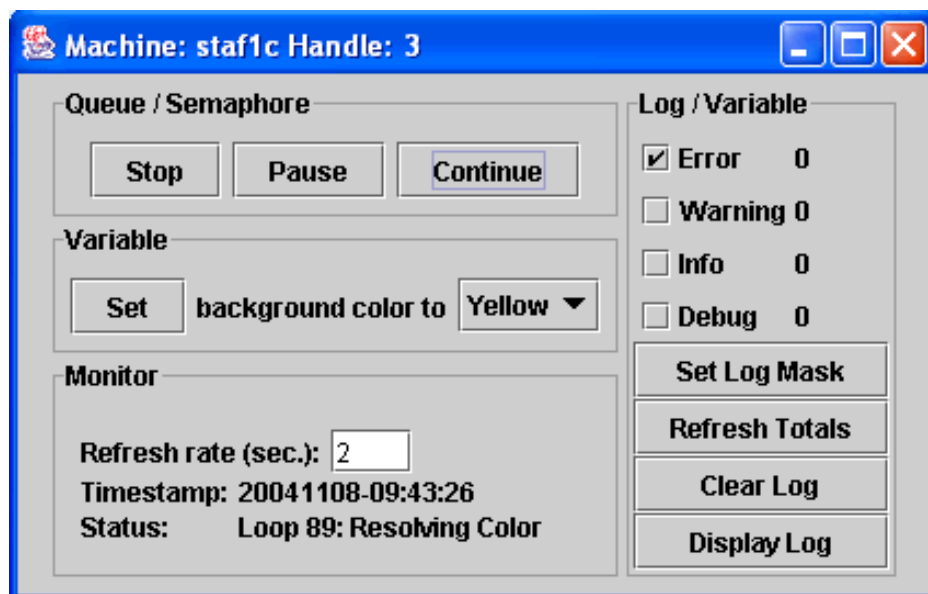 Machine: staf1c Handle: 3
Queue / Semaphore
Stop Pause Continue
Variable
Set background color to Yellow
Monitor
Refresh rate (sec.): 2
Timestamp: 20041108-09:43:26
Status: Loop 89: Resolving Color
Log / Variable
Error 0
Warning 0
Info 0
Debug 0
Set Log Mask
Refresh Totals
Clear Log
Display Log